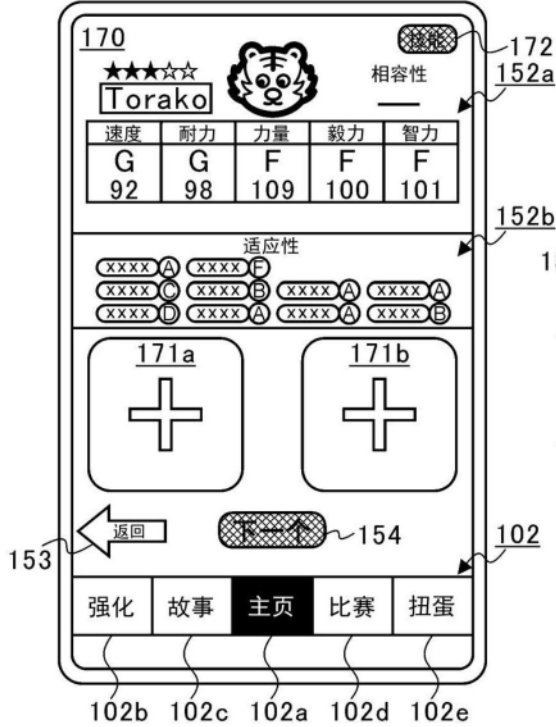 170
172
★★★☆☆
相容性
152a
Torako
—
速度 耐力 力量 毅力 智力
G G F F F
92 98 109 100 101
152b
适应性
XXXX A XXXX F
XXXX C XXXX B XXXX A XXXX A
XXXX D XXXX A XXXX A XXXX B
171a 171b
返回 下一个 154
153 102
强化 故事 主页 比赛 扭蛋
102b 102c 102a 102d 102e